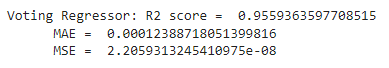 Voting Regressor: R2 score =  0.9559363597708515
MAE =  0.00012388718051399816
MSE =  2.2059313245410975e-08